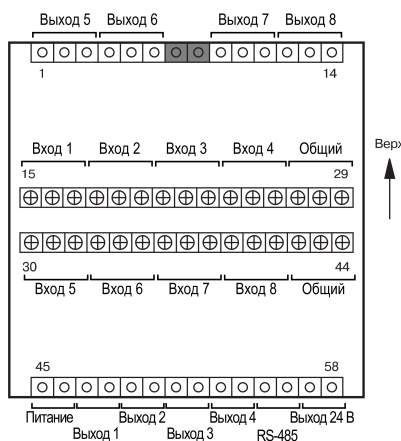 Выход 5 Выход 6 Выход 7 Выход 8
1 14
Верх
Вход 1 Вход 2 Вход 3 Вход 4 Общий
15 29
30 44
Вход 5 Вход 6 Вход 7 Вход 8 Общий
45 58
Питание Выход 2 Выход 4 Выход 24 В
Выход 1 Выход 3 RS-485